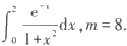 ∫₀² e⁻ˣ/(1+x²) dx, m = 8.